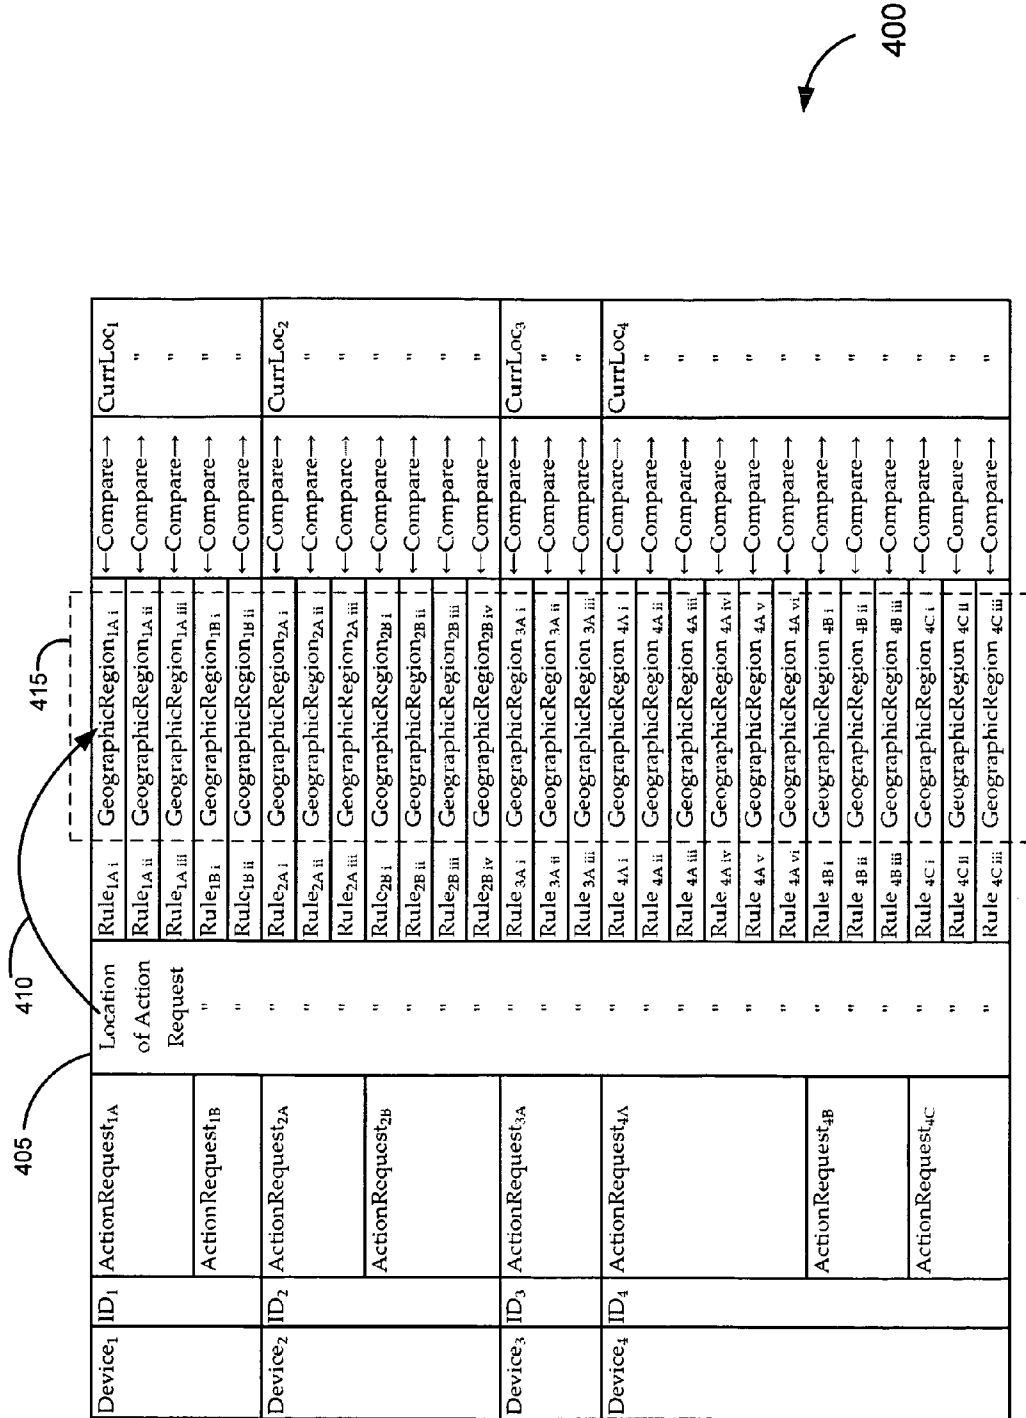 405 410 415
Device₁ ID₁ ActionRequest₁A Location Rule₁A i GeographicRegion₁A i ←Compare→ CurrLoc₁
of Action Rule₁A ii GeographicRegion₁A ii ←Compare→ "
Request Rule₁A iii GeographicRegion₁A iii ←Compare→ "
ActionRequest₁B " Rule₁B i GeographicRegion₁B i ←Compare→ "
" Rule₁B ii GeographicRegion₁B ii ←Compare→ "
Device₂ ID₂ ActionRequest₂A " Rule₂A i GeographicRegion₂A i ←Compare→ CurrLoc₂
" Rule₂A ii GeographicRegion₂A ii ←Compare→ "
" Rule₂A iii GeographicRegion₂A iii ←Compare→ "
ActionRequest₂B " Rule₂B i GeographicRegion₂B i ←Compare→ "
" Rule₂B ii GeographicRegion₂B ii ←Compare→ "
" Rule₂B iii GeographicRegion₂B iii ←Compare→ "
" Rule₂B iv GeographicRegion₂B iv ←Compare→ "
Device₃ ID₃ ActionRequest₃A " Rule ₃A i GeographicRegion ₃A i ←Compare→ CurrLoc₃
" Rule ₃A ii GeographicRegion ₃A ii ←Compare→ "
" Rule ₃A iii GeographicRegion ₃A iii ←Compare→ "
Device₄ ID₄ ActionRequest₄A " Rule ₄A i GeographicRegion ₄A i ←Compare→ CurrLoc₄
" Rule ₄A ii GeographicRegion ₄A ii ←Compare→ "
" Rule ₄A iii GeographicRegion ₄A iii ←Compare→ "
" Rule ₄A iv GeographicRegion ₄A iv ←Compare→ "
" Rule ₄A v GeographicRegion ₄A v ←Compare→ "
" Rule ₄A vi GeographicRegion ₄A vi ←Compare→ "
ActionRequest₄B " Rule ₄B i GeographicRegion ₄B i ←Compare→ "
" Rule ₄B ii GeographicRegion ₄B ii ←Compare→ "
" Rule ₄B iii GeographicRegion ₄B iii ←Compare→ "
ActionRequest₄C " Rule ₄C i GeographicRegion ₄C i ←Compare→ "
" Rule ₄C ii GeographicRegion ₄C ii ←Compare→ "
" Rule ₄C iii GeographicRegion ₄C iii ←Compare→ "
400